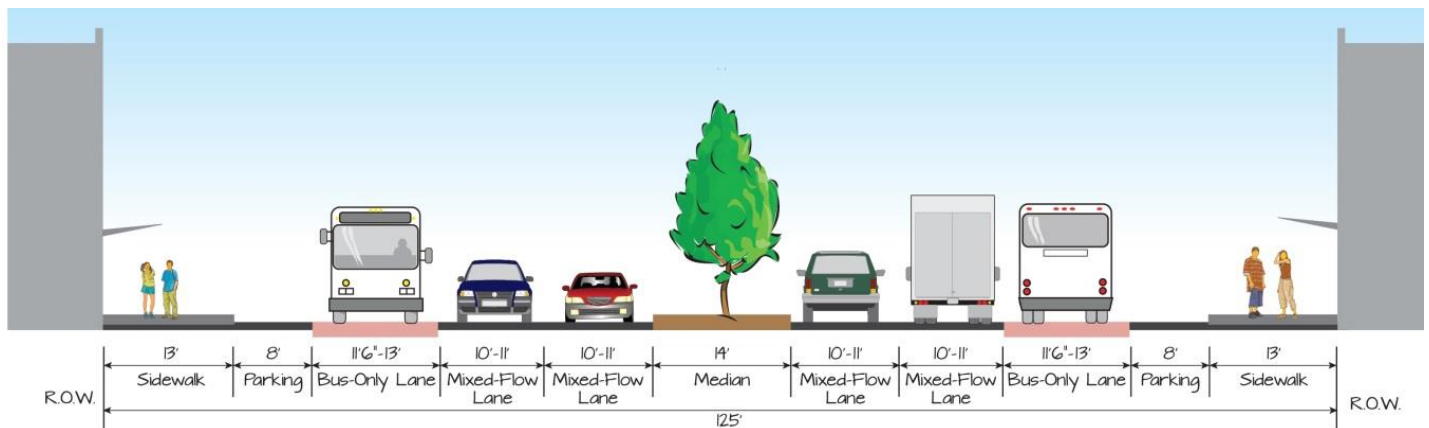 13' 8' 11'6"-13' 10'-11' 10'-11' 14' 10'-11' 10'-11' 11'6"-13' 8' 13'
Sidewalk Parking Bus-Only Lane Mixed-Flow Lane Mixed-Flow Lane Median Mixed-Flow Lane Mixed-Flow Lane Bus-Only Lane Parking Sidewalk
R.O.W. R.O.W.
125'